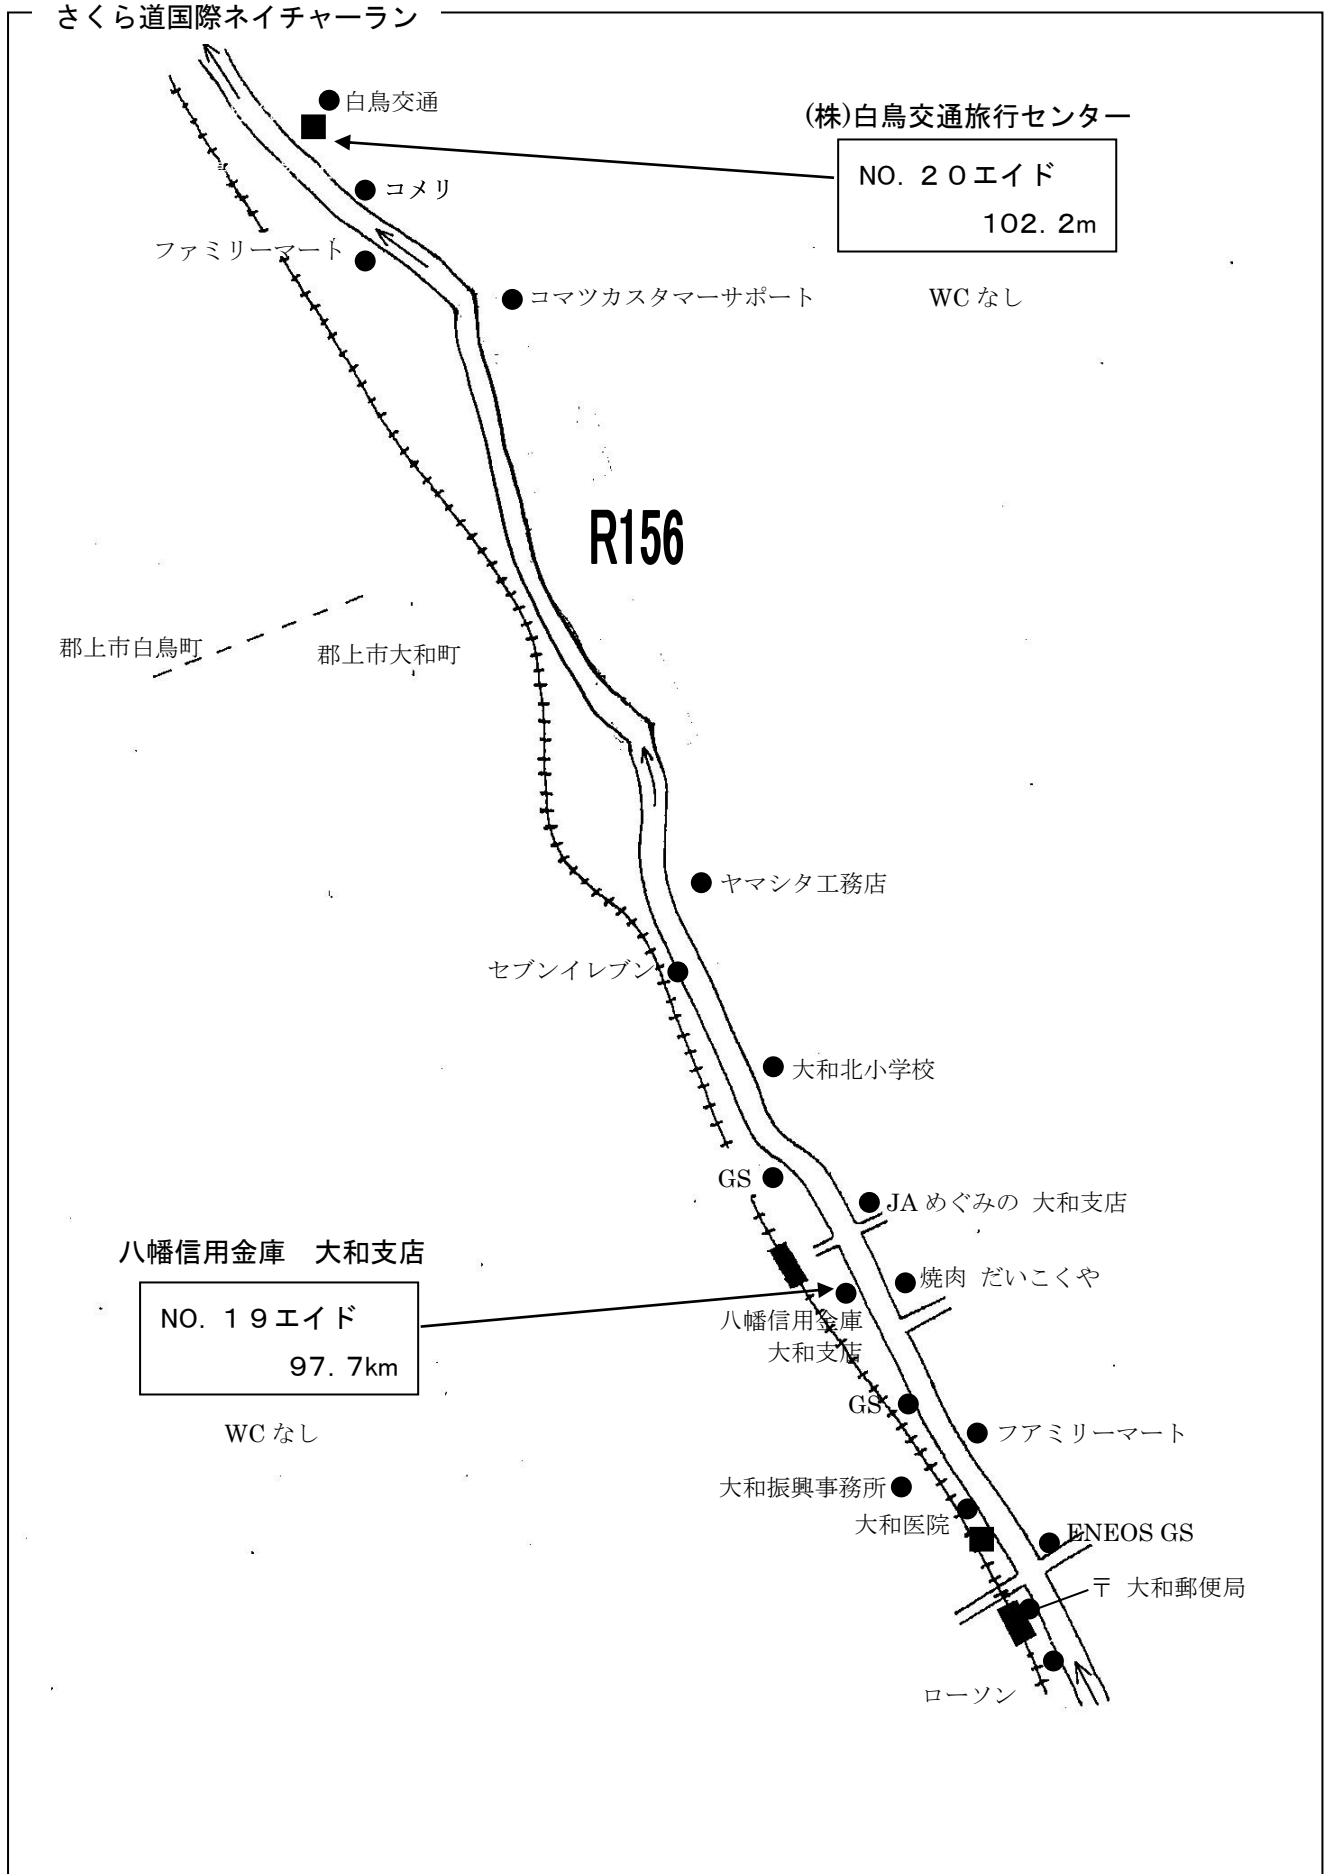 さくら道国際ネイチャーラン
白鳥交通
(株)白鳥交通旅行センター
NO. 20エイド
102. 2m
コメリ
ファミリーマート
コマツカスタマーサポート
WC なし
R156
郡上市白鳥町
郡上市大和町
ヤマシタ工務店
セブンイレブン
大和北小学校
GS
JA めぐみの 大和支店
八幡信用金庫 大和支店
NO. 19エイド
97. 7km
WC なし
焼肉 だいこくや
八幡信用金庫
大和支店
GS
フアミリーマート
大和振興事務所
大和医院
ENEOS GS
〒 大和郵便局
ローソン